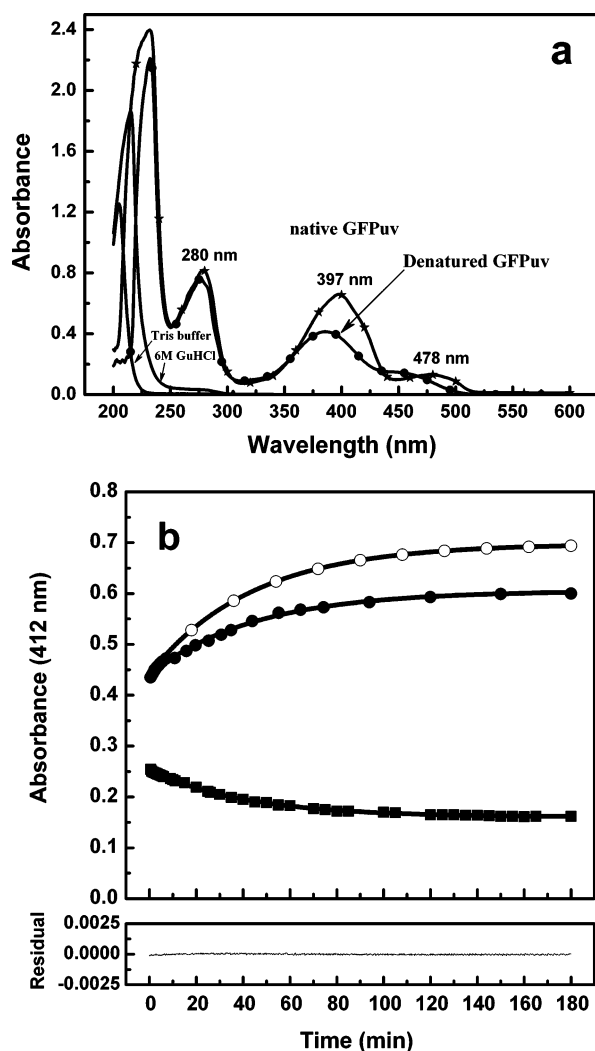 a
2.4
2.0
1.6
1.2
0.8
0.4
0.0
Absorbance
native GFPuv
Denatured GFPuv
280 nm
397 nm
478 nm
Tris buffer
6M GuHCl
200 250 300 350 400 450 500 550 600
Wavelength (nm)
b
0.8
0.7
0.6
0.5
0.4
0.3
0.2
0.1
0.0
Absorbance (412 nm)
0.0025
0.0000
-0.0025
Residual
0 20 40 60 80 100 120 140 160 180
Time (min)